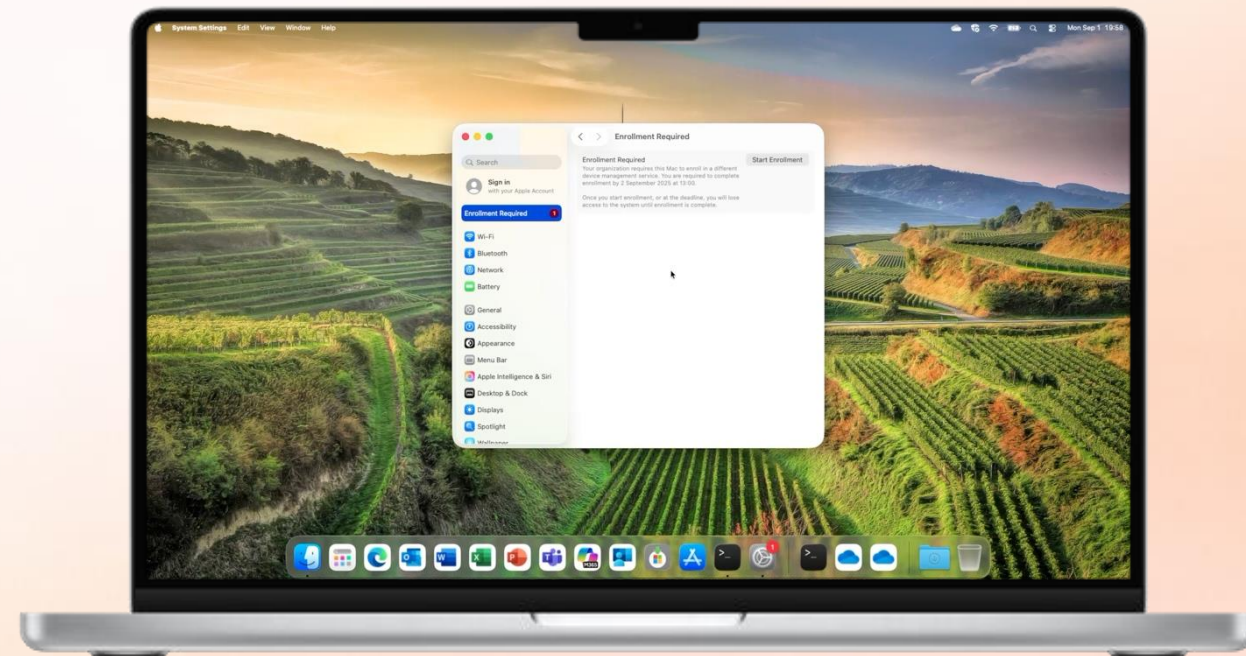 System Settings Edit View Window Help
Mon Sep 1 19:58
Enrollment Required
Search
Sign in
with your Apple Account
Enrollment Required 1
Wi-Fi
Bluetooth
Network
Battery
General
Accessibility
Appearance
Menu Bar
Apple Intelligence & Siri
Desktop & Dock
Displays
Spotlight
Wallpaper
Enrollment Required
Start Enrollment
Your organization requires this Mac to enroll in a different
device management service. You are required to complete
enrollment by 2 September 2025 at 13:00.
Once you start enrollment, or at the deadline, you will lose
access to the system until enrollment is complete.
M365
1